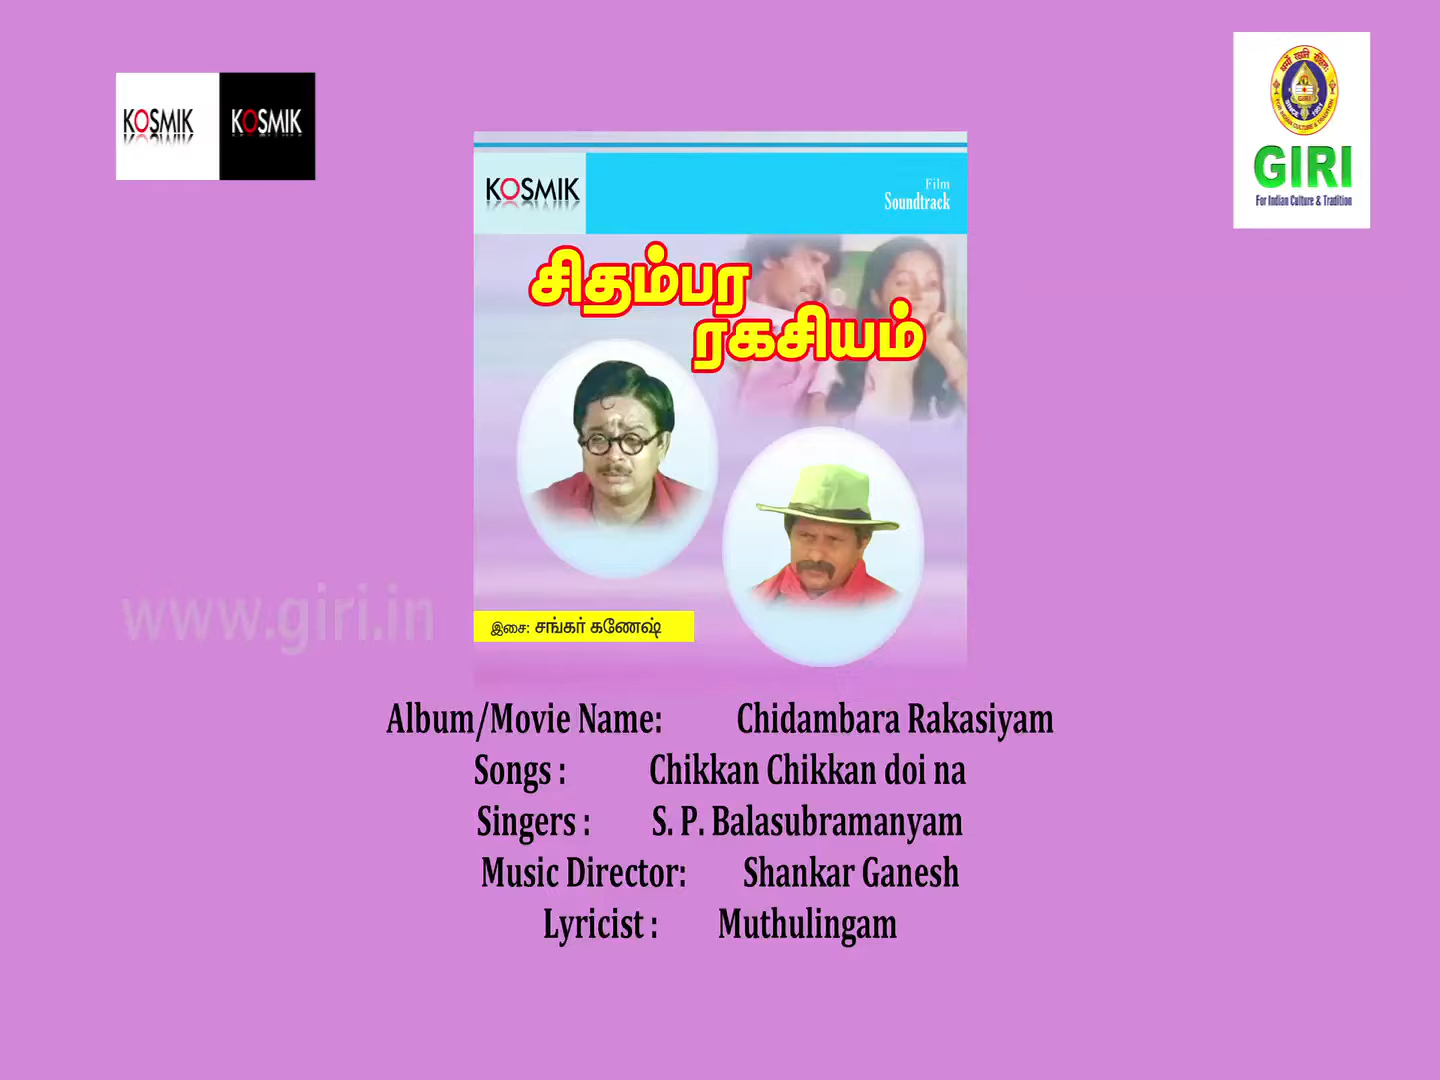 KOSMIK KOSMIK
GIRI
For Indian Culture & Tradition
KOSMIK
Film
Soundtrack
சிதம்பர
ரகசியம்
www.giri.in
இசை: சங்கர் கணேஷ்
Album/Movie Name: Chidambara Rakasiyam
Songs : Chikkan Chikkan doi na
Singers : S. P. Balasubramanyam
Music Director: Shankar Ganesh
Lyricist : Muthulingam